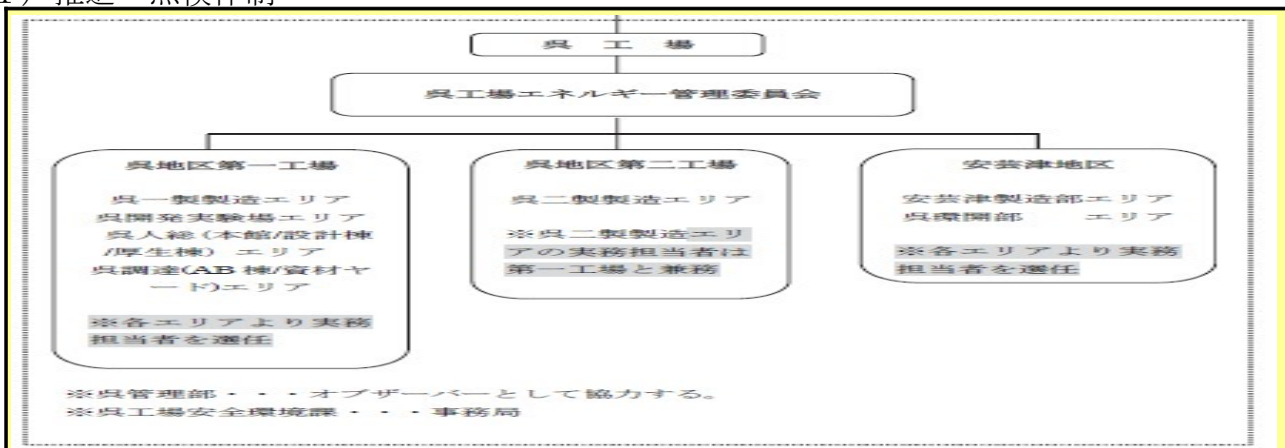 1) 推進・点検体制
呉 工 場
呉工場エネルギー管理委員会
呉地区第一工場
呉一製製造エリア
呉開発実験場エリア
呉人総(本館/設計棟
/厚生棟) エリア
呉調達(AB 棟/資材ヤ
ード)エリア
※各エリアより実務
担当者を選任
呉地区第二工場
呉二製製造エリア
※呉二製製造エリ
アの実務担当者は
第一工場と兼務
安芸津地区
安芸津製造部エリア
呉環開部 エリア
※各エリアより実務
担当者を選任
※呉管理部・・・オブザーバーとして協力する。
※呉工場安全環境課・・・事務局